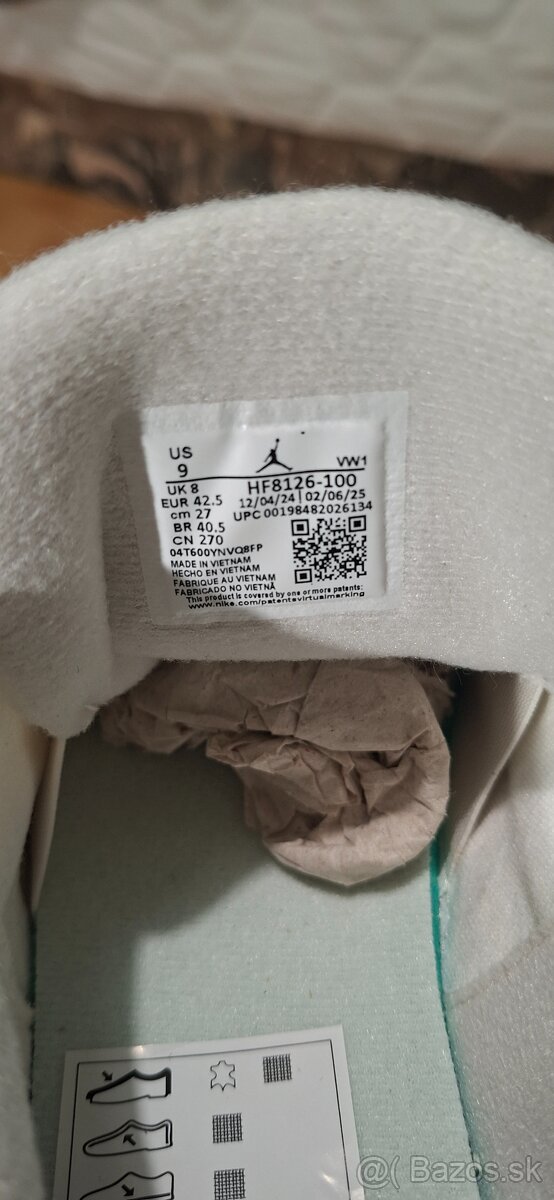 US
9
VW1
UK 8
HF8126-100
EUR 42.5
12/04/24 | 02/06/25
cm 27
UPC 00198482026134
BR 40.5
CN 270
04T600YNVQ8FP
MADE IN VIETNAM
HECHO EN VIETNAM
FABRIQUE AU VIETNAM
FABRICADO NO VIETNÃ
This product is covered by one or more patents:
www.nike.com/patentsvirtualmarking
@( Bazos.sk